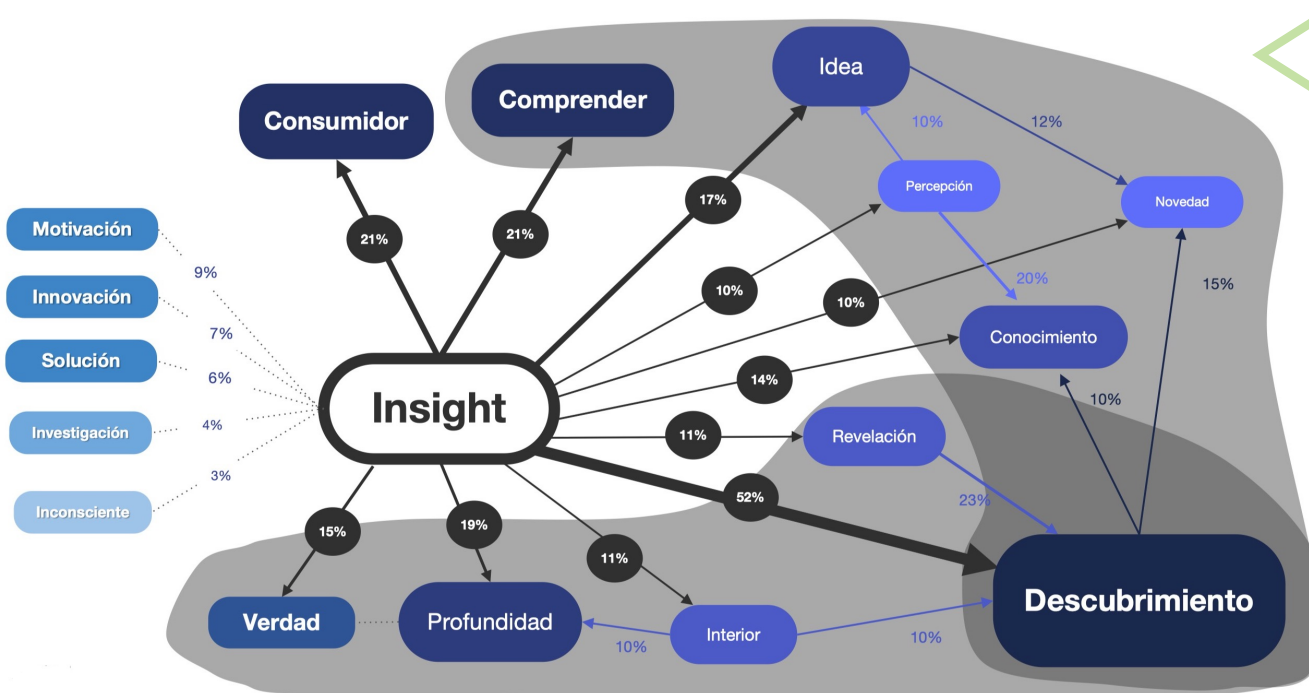 Idea
Comprender
Consumidor
10%
12%
Percepción
17%
Novedad
Motivación
21%
21%
9%
Innovación
10%
10%
20%
15%
7%
Conocimiento
Solución
6%
14%
Insight
10%
4%
Investigación
11%
Revelación
3%
52%
23%
Inconsciente
15%
19%
11%
Verdad
Profundidad
Interior
10%
10%
Descubrimiento